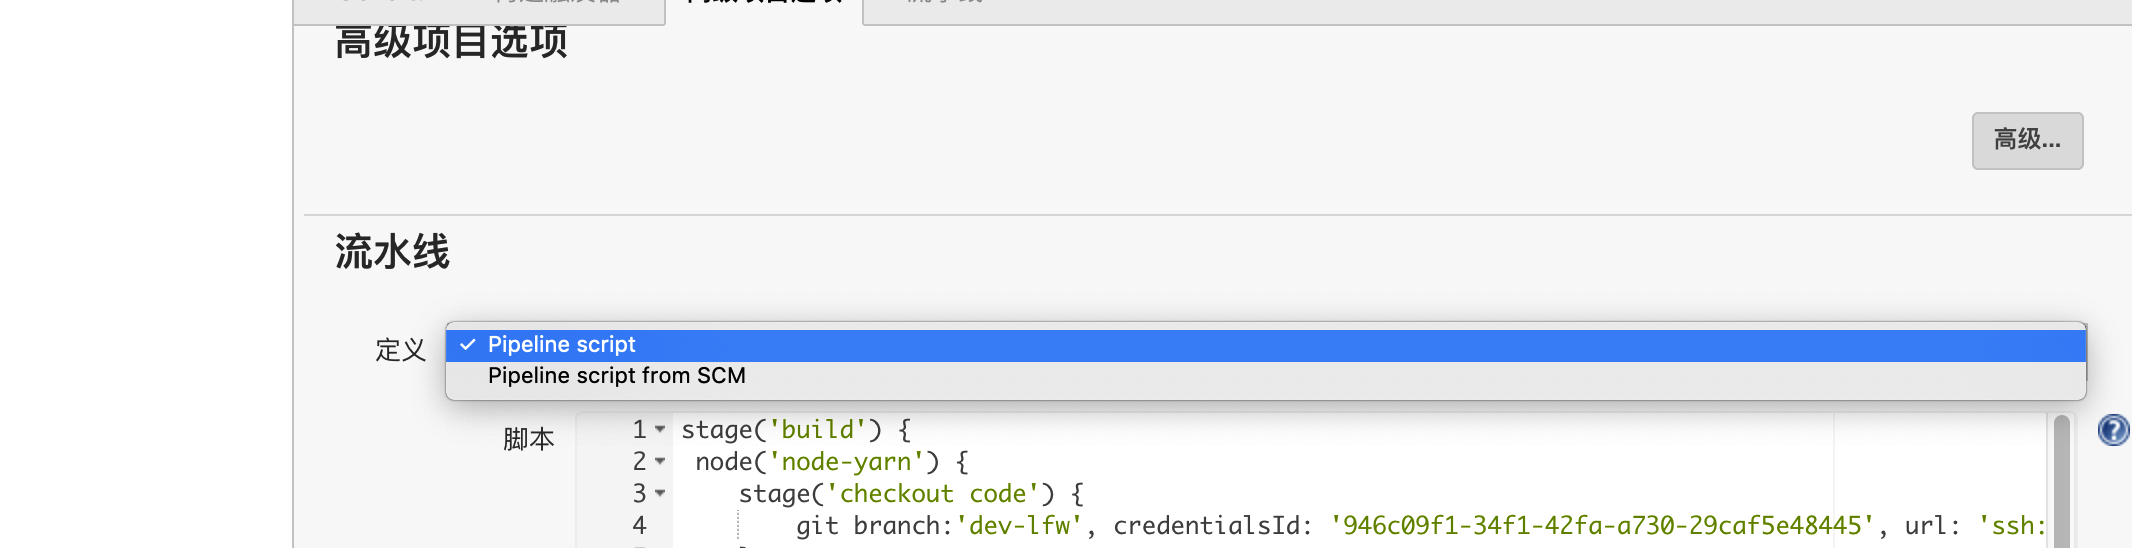 高级项目选项
高级...
流水线
定义
✓ Pipeline script
Pipeline script from SCM
脚本
1 stage('build') {
2 node('node-yarn') {
3 stage('checkout code') {
4 git branch:'dev-lfw', credentialsId: '946c09f1-34f1-42fa-a730-29caf5e48445', url: 'ssh:
?